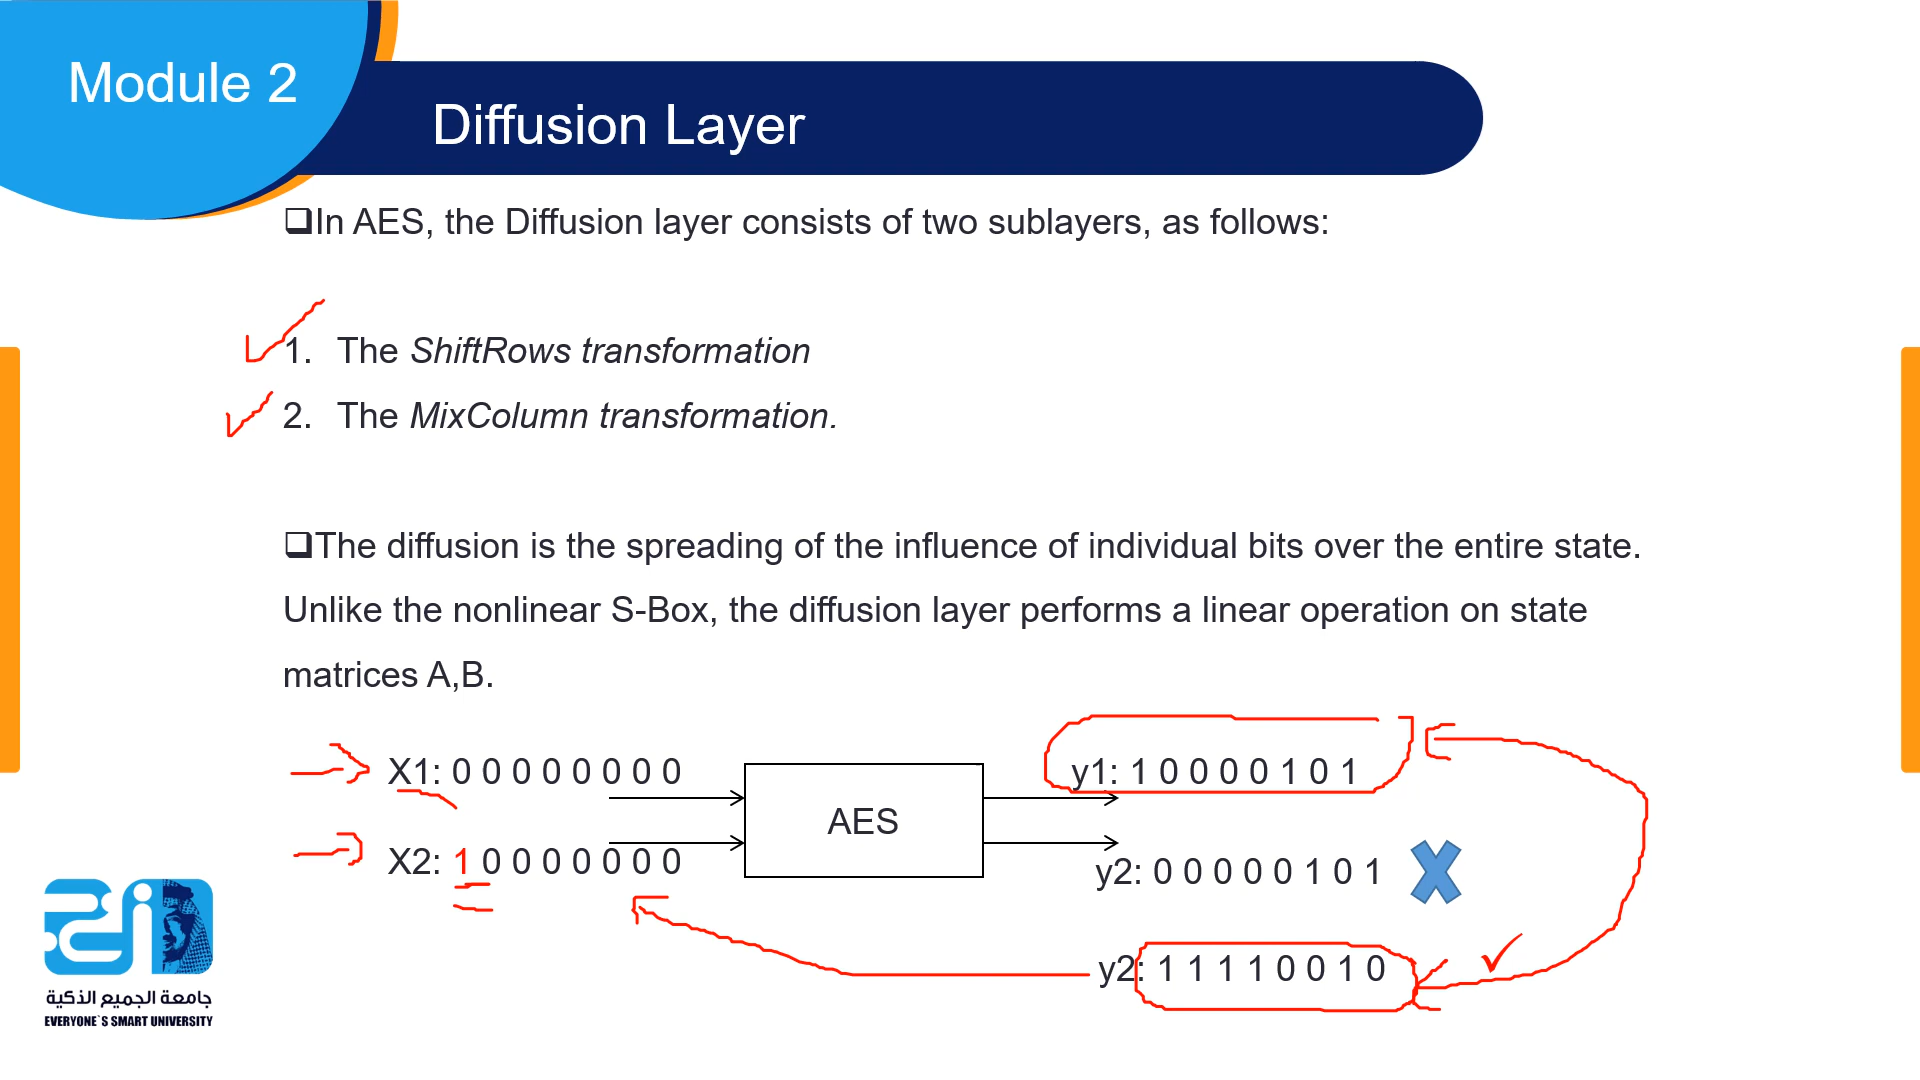 Module 2
Diffusion Layer
❑In AES, the Diffusion layer consists of two sublayers, as follows:
1. The ShiftRows transformation
2. The MixColumn transformation.
❑The diffusion is the spreading of the influence of individual bits over the entire state.
Unlike the nonlinear S-Box, the diffusion layer performs a linear operation on state
matrices A,B.
X1: 0 0 0 0 0 0 0 0
y1: 1 0 0 0 0 1 0 1
AES
X2: 1 0 0 0 0 0 0 0
y2: 0 0 0 0 0 1 0 1
y2: 1 1 1 1 0 0 1 0
جامعة الجميع الذكية
EVERYONE`S SMART UNIVERSITY